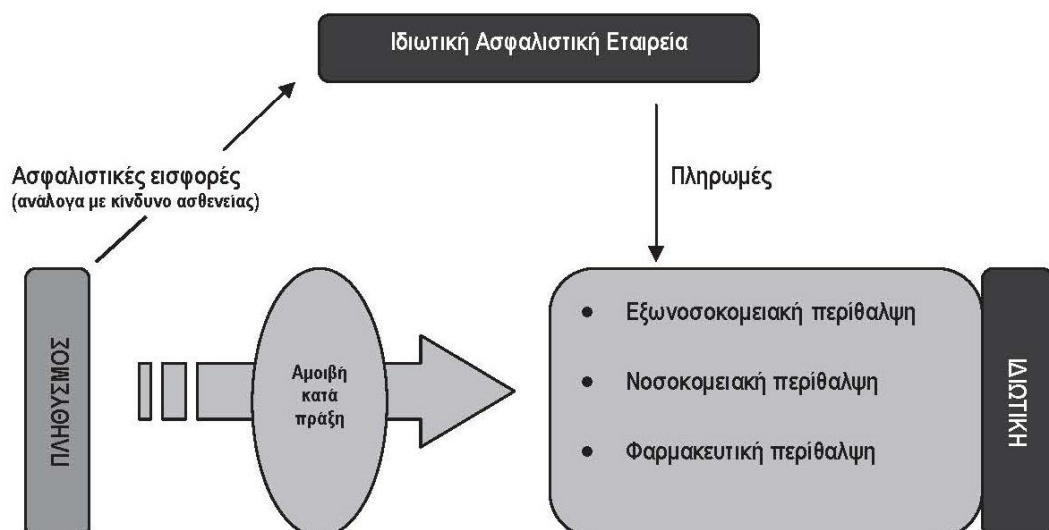 Ιδιωτική Ασφαλιστική Εταιρεία
Ασφαλιστικές εισφορές
(ανάλογα με κίνδυνο ασθενείας)
Πληρωμές
ΠΛΗΘΥΣΜΟΣ
Αμοιβή
κατά
πράξη
• Εξωνοσοκομειακή περίθαλψη
• Νοσοκομειακή περίθαλψη
• Φαρμακευτική περίθαλψη
ΙΔΙΩΤΙΚΗ